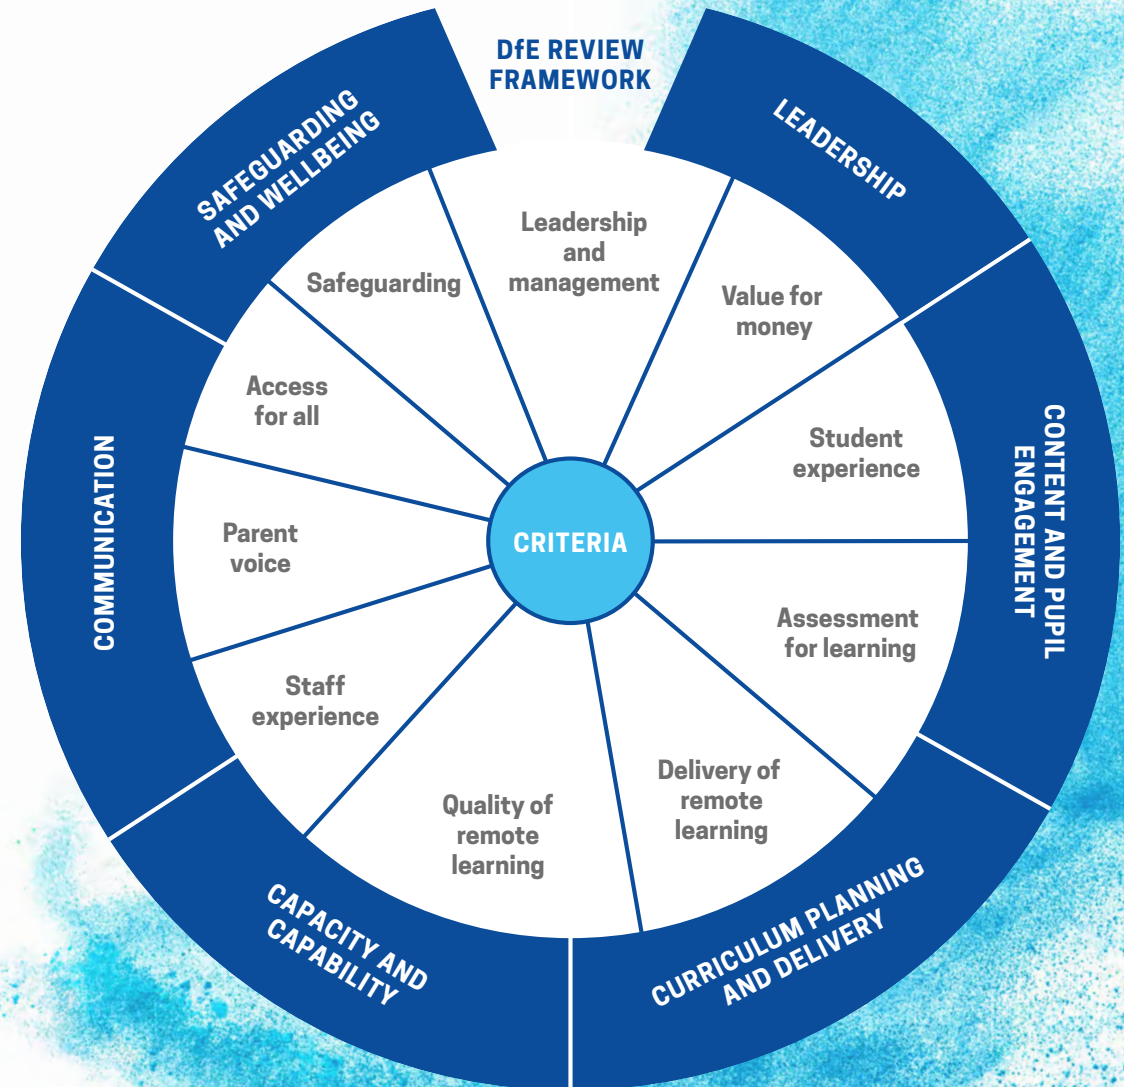 DfE REVIEW
FRAMEWORK
LEADERSHIP
CONTENT AND PUPIL
ENGAGEMENT
CURRICULUM PLANNING
AND DELIVERY
CAPACITY AND
CAPABILITY
COMMUNICATION
SAFEGUARDING
AND WELLBEING
Leadership
and
management
Value for
money
Student
experience
Assessment
for learning
Delivery of
remote
learning
Quality of
remote
learning
Staff
experience
Parent
voice
Access
for all
Safeguarding
CRITERIA